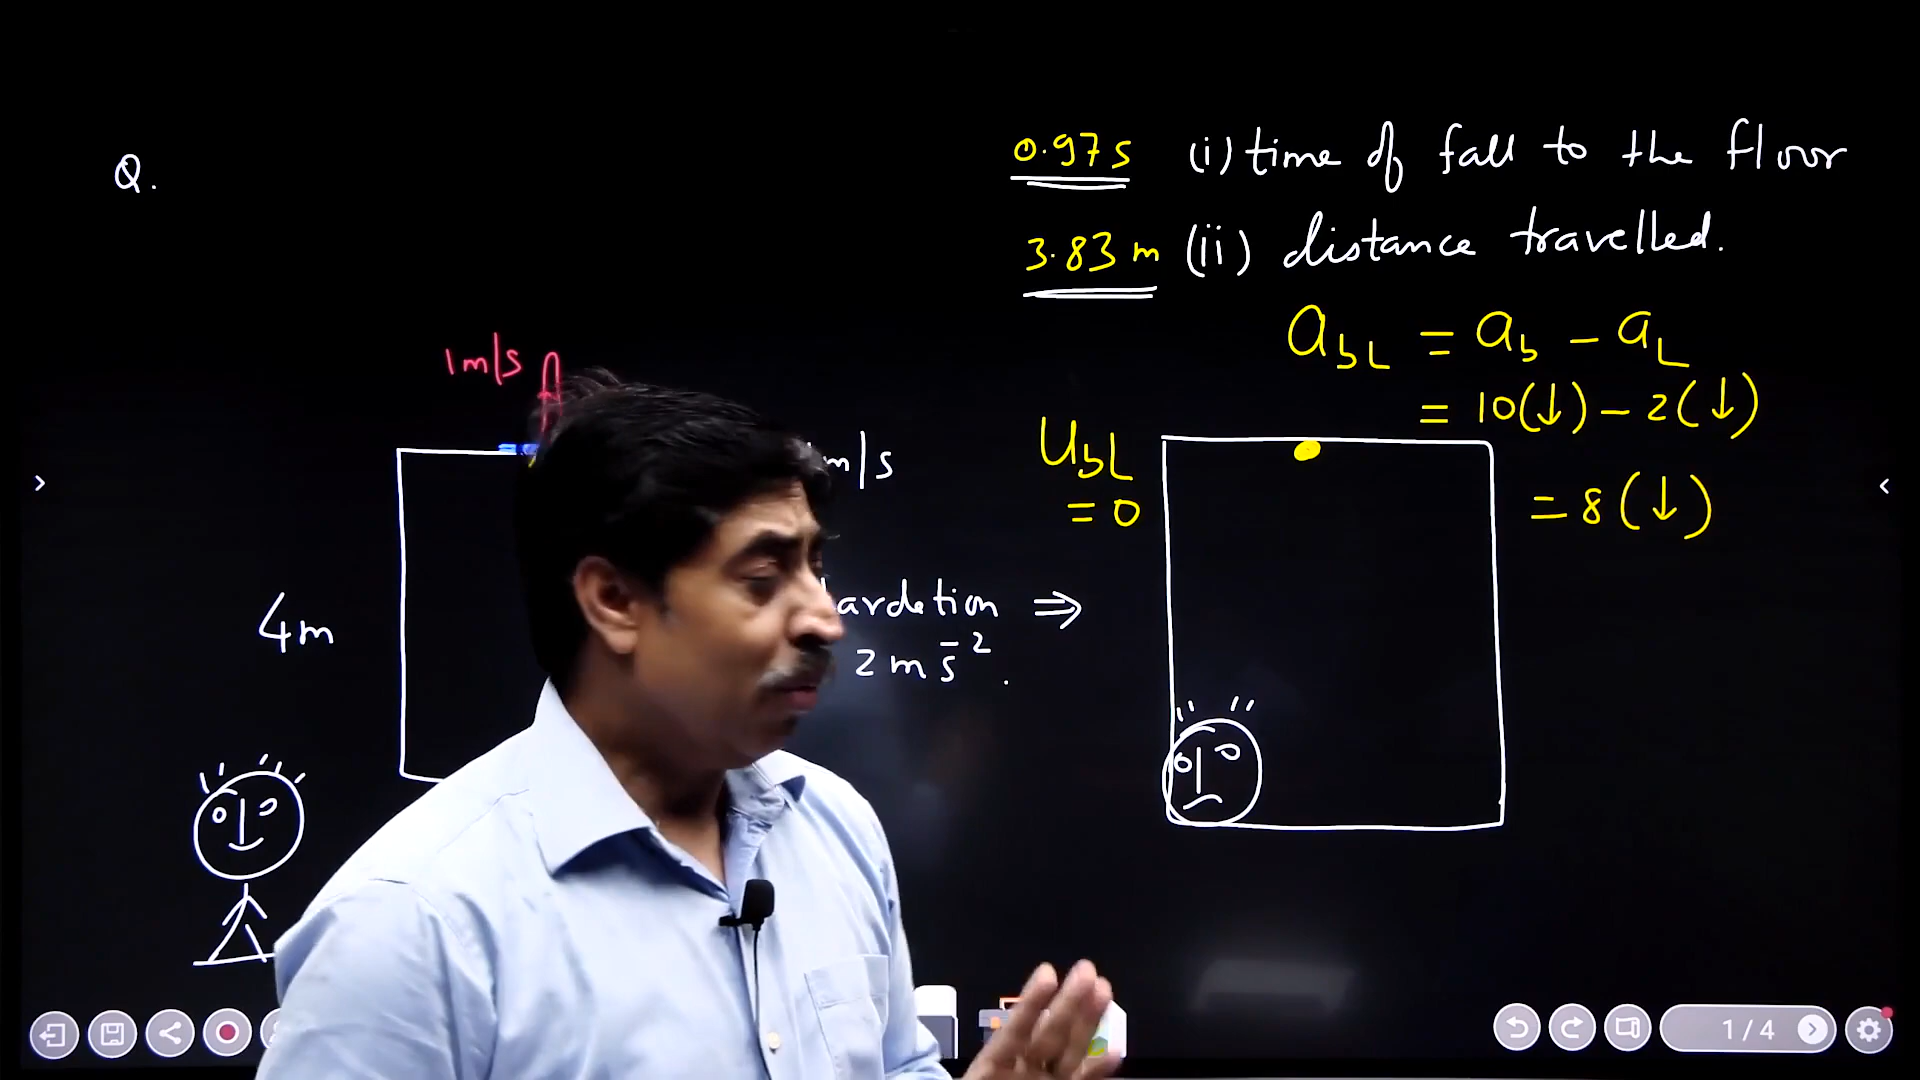 Q.
0.97s (i) time of fall to the floor
3.83 m (ii) distance travelled.
a_bL = a_b - a_L
= 10(↓) - 2(↓)
= 8(↓)
1m/s
m/s
U_bL
= 0
4m
ardetion ⇒
2 m s⁻² .
1 / 4